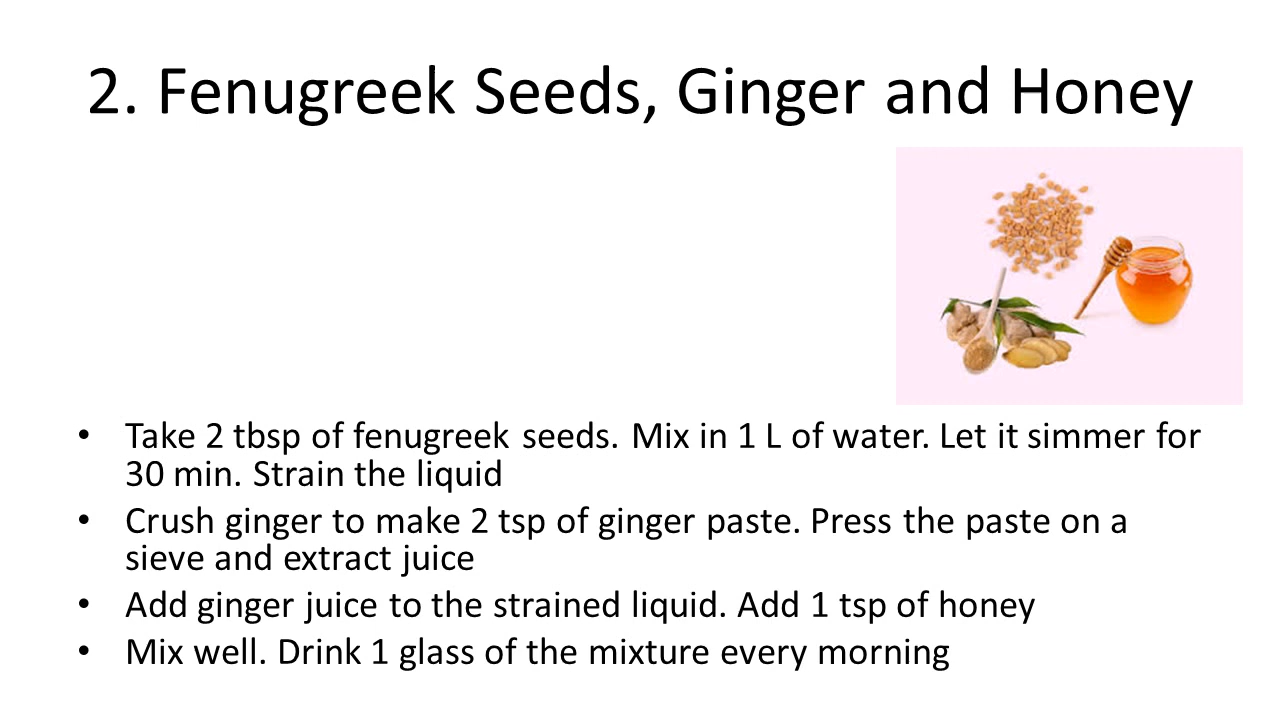 2. Fenugreek Seeds, Ginger and Honey
• Take 2 tbsp of fenugreek seeds. Mix in 1 L of water. Let it simmer for
30 min. Strain the liquid
• Crush ginger to make 2 tsp of ginger paste. Press the paste on a
sieve and extract juice
• Add ginger juice to the strained liquid. Add 1 tsp of honey
• Mix well. Drink 1 glass of the mixture every morning